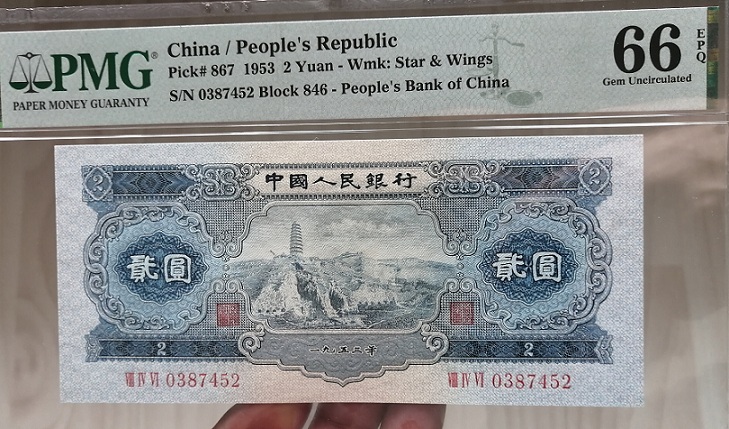 PMG®
PAPER MONEY GUARANTY
China / People's Republic
Pick# 867 1953 2 Yuan - Wmk: Star & Wings
S/N 0387452 Block 846 - People's Bank of China
66 EPQ
Gem Uncirculated
2 中國人民銀行 2
貳圓 貳圓
2 一九五三年 2
VIII IV VI 0387452 VIII IV VI 0387452